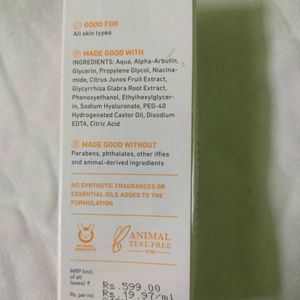 GOOD FOR
All skin types
MADE GOOD WITH
INGREDIENTS: Aqua, Alpha-Arbutin,
Glycerin, Propylene Glycol, Niacina-
mide, Citrus Junos Fruit Extract,
Glycyrrhiza Glabra Root Extract,
Phenoxyethanol, Ethylhexylglycer-
in, Sodium Hyaluronate, PEG-40
Hydrogenated Castor Oil, Disodium
EDTA, Citric Acid
MADE GOOD WITHOUT
Parabens, phthalates, other iffies
and animal-derived ingredients
NO SYNTHETIC FRAGRANCES OR
ESSENTIAL OILS ADDED TO THE
FORMULATION
ANIMAL
TEST-FREE
MRP (Incl.
of all
taxes): ₹
Rs.599.00
Rs per ml:
Rs.19.97/ml